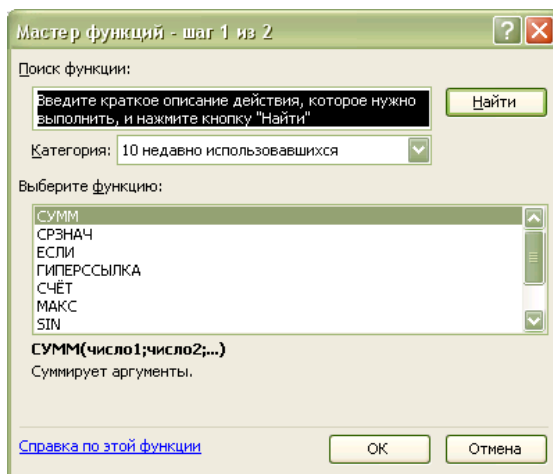 Мастер функций - шаг 1 из 2
Поиск функции:
Введите краткое описание действия, которое нужно
выполнить, и нажмите кнопку "Найти"
Найти
Категория: 10 недавно использовавшихся
Выберите функцию:
СУММ
СРЗНАЧ
ЕСЛИ
ГИПЕРССЫЛКА
СЧЁТ
МАКС
SIN
СУММ(число1;число2;...)
Суммирует аргументы.
Справка по этой функции
ОК
Отмена